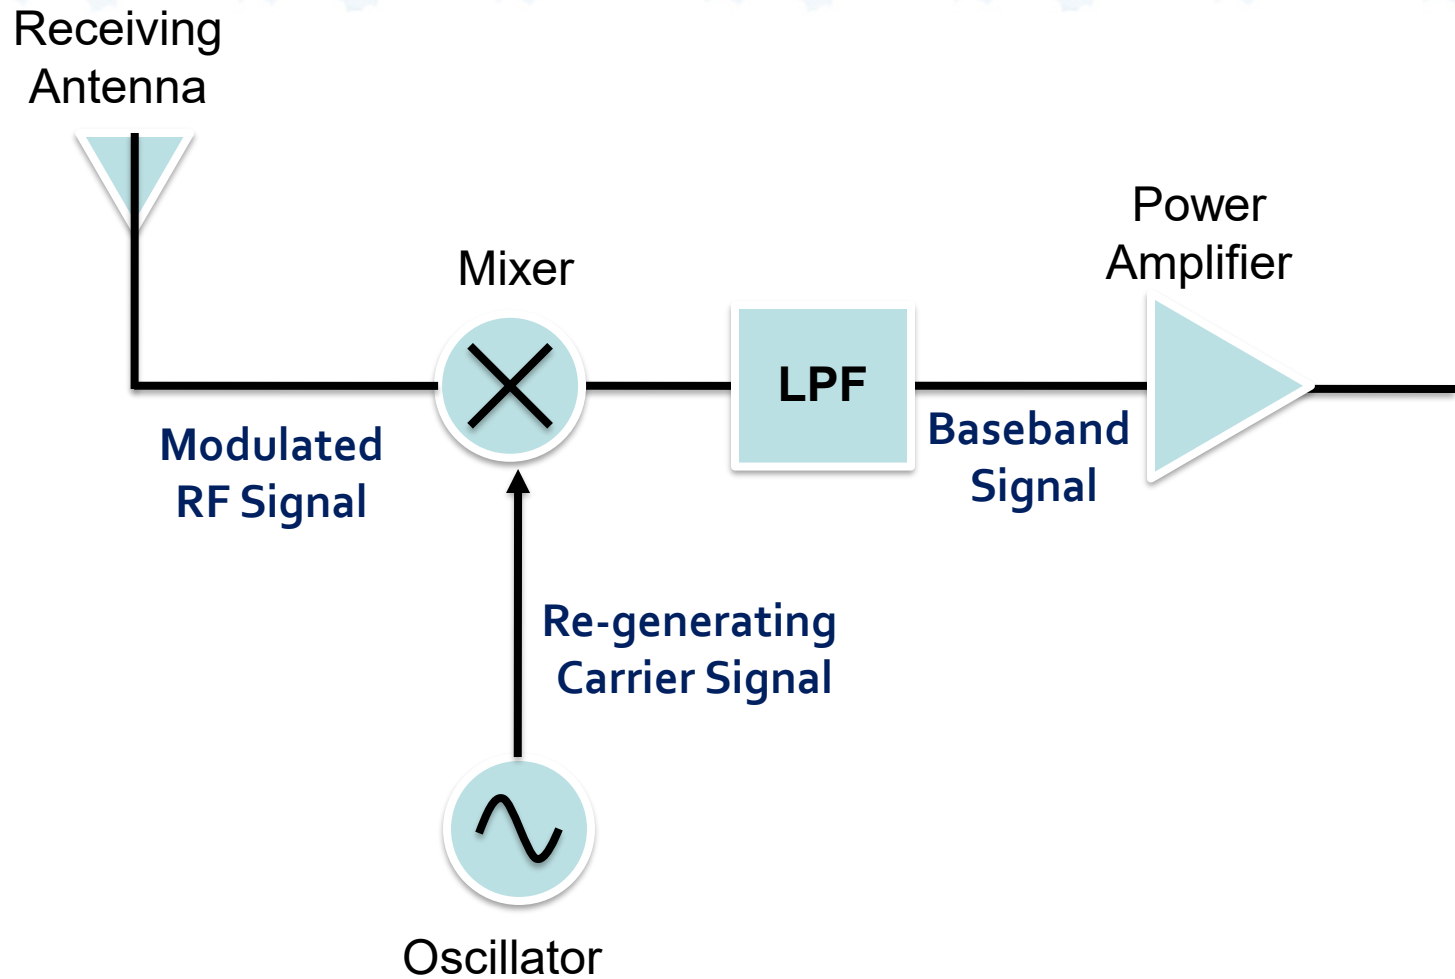 Receiving
Antenna
Mixer
Power
Amplifier
LPF
Modulated
RF Signal
Baseband
Signal
Re-generating
Carrier Signal
Oscillator